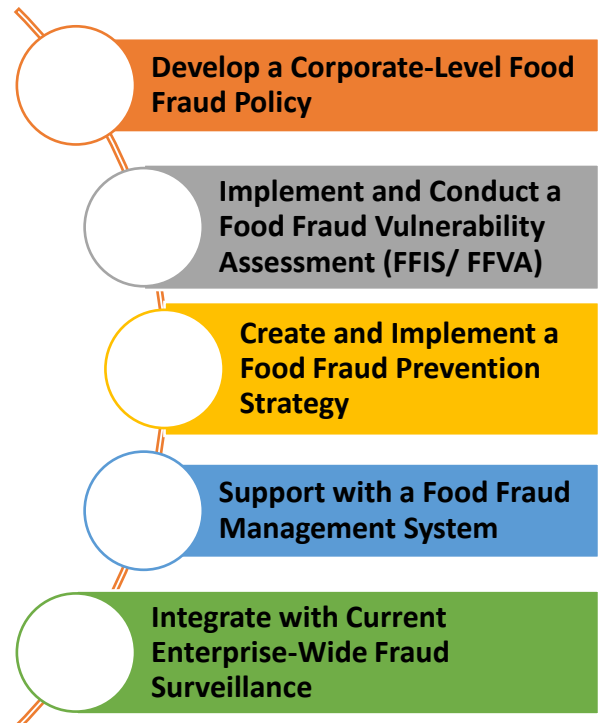 Develop a Corporate-Level Food
Fraud Policy
Implement and Conduct a
Food Fraud Vulnerability
Assessment (FFIS/ FFVA)
Create and Implement a
Food Fraud Prevention
Strategy
Support with a Food Fraud
Management System
Integrate with Current
Enterprise-Wide Fraud
Surveillance